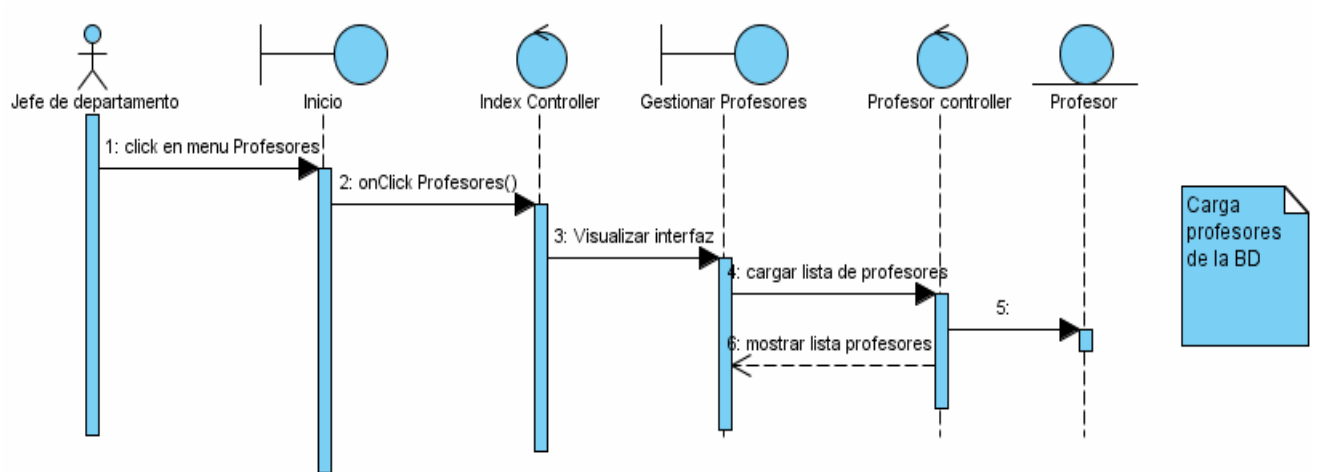 Jefe de departamento
Inicio
Index Controller
Gestionar Profesores
Profesor controller
Profesor
1: click en menu Profesores
2: onClick Profesores()
3: Visualizar interfaz
4: cargar lista de profesores
5:
6: mostrar lista profesores
Carga
profesores
de la BD